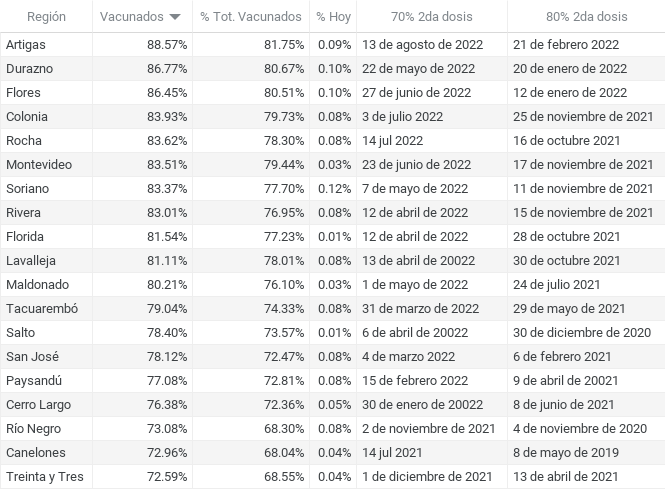 Región Vacunados % Tot. Vacunados % Hoy 70% 2da dosis 80% 2da dosis
Artigas 88.57% 81.75% 0.09% 13 de agosto de 2022 21 de febrero 2022
Durazno 86.77% 80.67% 0.10% 22 de mayo de 2022 20 de enero de 2022
Flores 86.45% 80.51% 0.10% 27 de junio de 2022 12 de enero de 2022
Colonia 83.93% 79.73% 0.08% 3 de julio 2022 25 de noviembre de 2021
Rocha 83.62% 78.30% 0.08% 14 jul 2022 16 de octubre 2021
Montevideo 83.51% 79.44% 0.03% 23 de junio de 2022 17 de noviembre de 2021
Soriano 83.37% 77.70% 0.12% 7 de mayo de 2022 11 de noviembre de 2021
Rivera 83.01% 76.95% 0.08% 12 de abril de 2022 15 de noviembre de 2021
Florida 81.54% 77.23% 0.01% 12 de abril de 2022 28 de octubre 2021
Lavalleja 81.11% 78.01% 0.08% 13 de abril de 20022 30 de octubre 2021
Maldonado 80.21% 76.10% 0.03% 1 de mayo de 2022 24 de julio 2021
Tacuarembó 79.04% 74.33% 0.08% 31 de marzo de 2022 29 de mayo de 2021
Salto 78.40% 73.57% 0.01% 6 de abril de 20022 30 de diciembre de 2020
San José 78.12% 72.47% 0.08% 4 de marzo 2022 6 de febrero 2021
Paysandú 77.08% 72.81% 0.08% 15 de febrero 2022 9 de abril de 20021
Cerro Largo 76.38% 72.36% 0.05% 30 de enero de 20022 8 de junio de 2021
Río Negro 73.08% 68.30% 0.08% 2 de noviembre de 2021 4 de noviembre de 2020
Canelones 72.96% 68.04% 0.04% 14 jul 2021 8 de mayo de 2019
Treinta y Tres 72.59% 68.55% 0.04% 1 de diciembre de 2021 13 de abril de 2021